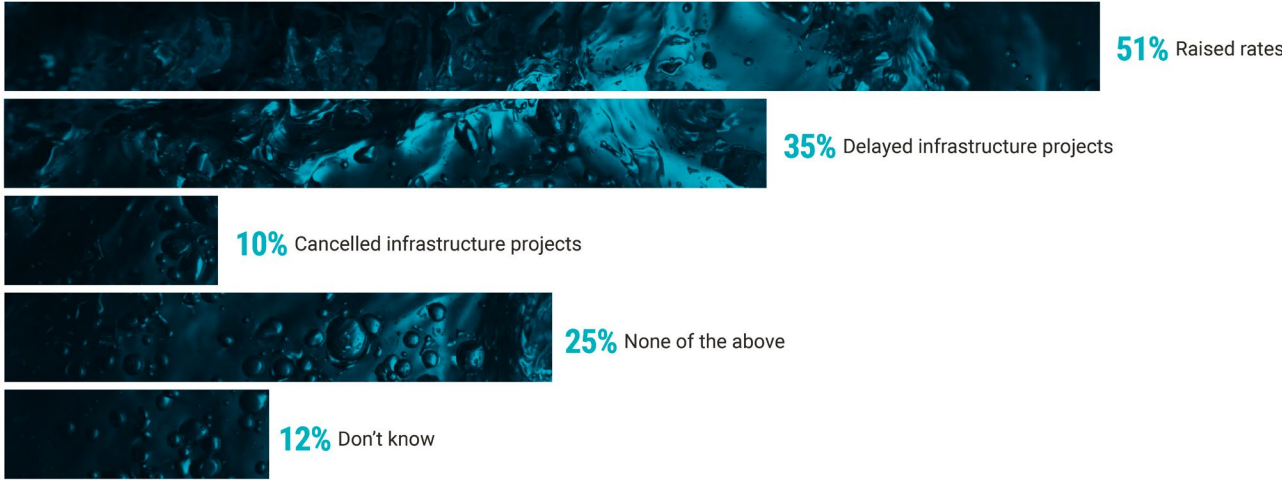 51% Raised rates
35% Delayed infrastructure projects
10% Cancelled infrastructure projects
25% None of the above
12% Don’t know